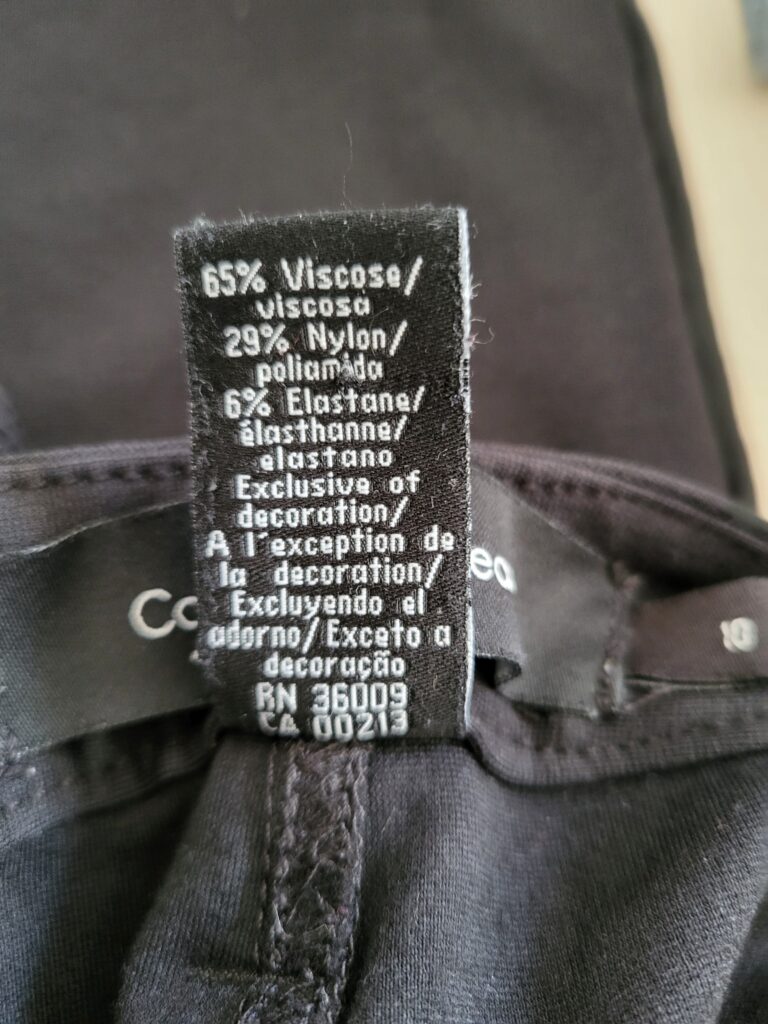 65% Viscose/
viscosa
29% Nylon/
poliamida
6% Elastane/
élasthanne/
elastano
Exclusive of
decoration/
A l'exception de
la decoration/
Excluyendo el
adorno/Exceto a
decoração
RN 36009
CA 00213